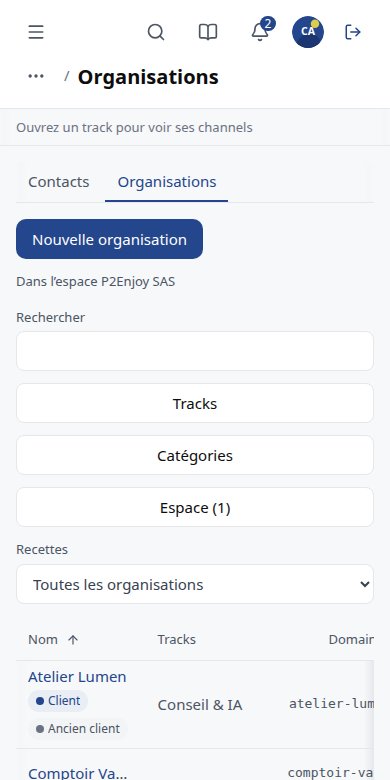 2
CA
... / Organisations
Ouvrez un track pour voir ses channels
Contacts Organisations
Nouvelle organisation
Dans l'espace P2Enjoy SAS
Rechercher
Tracks
Catégories
Espace (1)
Recettes
Toutes les organisations
Nom ↑ Tracks Domain
Atelier Lumen
Client
Conseil & IA
atelier-lum
Ancien client
Comptoir Va...
comptoir-va